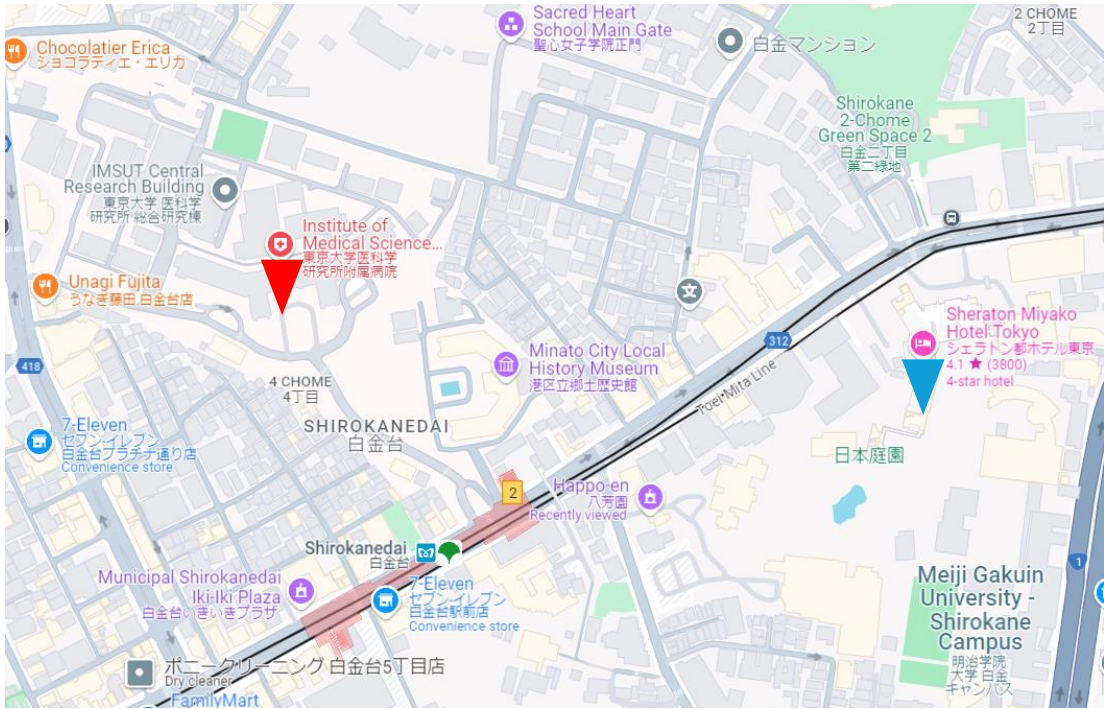 Chocolatier Erica
ショコラティエ・エリカ
Sacred Heart
School Main Gate
聖心女子学院正門
白金マンション
2 CHOME
2丁目
Shirokane
2-Chome
Green Space 2
白金二丁目
第二緑地
IMSUT Central
Research Building
東京大学 医科学
研究所 総合研究棟
Institute of
Medical Science...
東京大学医科学
研究所附属病院
Unagi Fujita
うなぎ藤田 白金台店
文
Sheraton Miyako
Hotel Tokyo
シェラトン都ホテル東京
4.1 ★ (3800)
4-star hotel
312
Minato City Local
History Museum
港区立郷土歴史館
418
4 CHOME
4丁目
Toei Mita Line
SHIROKANEDAI
白金台
7-Eleven
セブン-イレブン
白金台プラチナ通り店
Convenience store
日本庭園
2
Happo-en
八芳園
Recently viewed
Shirokanedai
白金台
1
Municipal Shirokanedai
Iki-Iki Plaza
白金台いきいきプラザ
7-Eleven
セブン-イレブン
白金台駅前店
Convenience store
Meiji Gakuin
University -
Shirokane
Campus
明治学院
大学 白金
キャンパス
ポニークリーニング 白金台5丁目店
Dry cleaner
FamilyMart